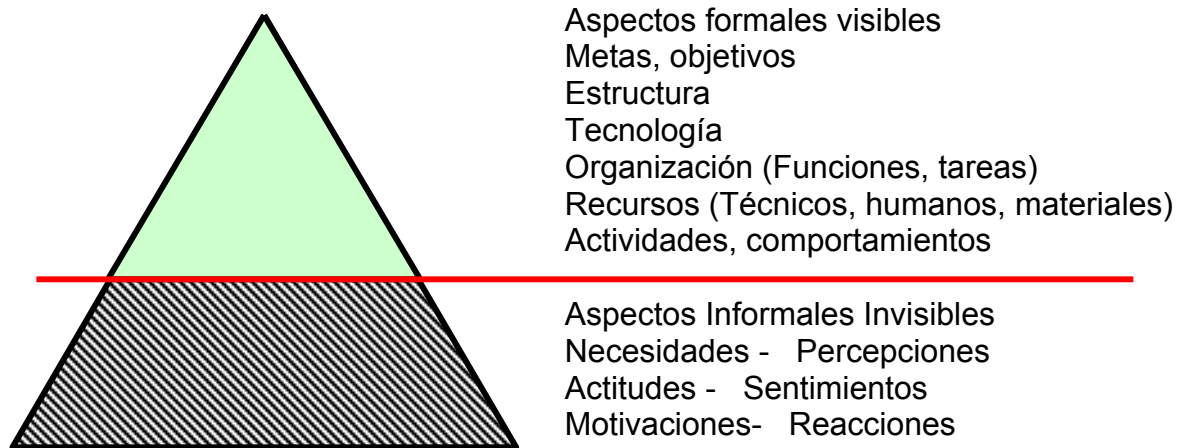 Aspectos formales visibles
Metas, objetivos
Estructura
Tecnología
Organización (Funciones, tareas)
Recursos (Técnicos, humanos, materiales)
Actividades, comportamientos
Aspectos Informales Invisibles
Necesidades - Percepciones
Actitudes - Sentimientos
Motivaciones- Reacciones